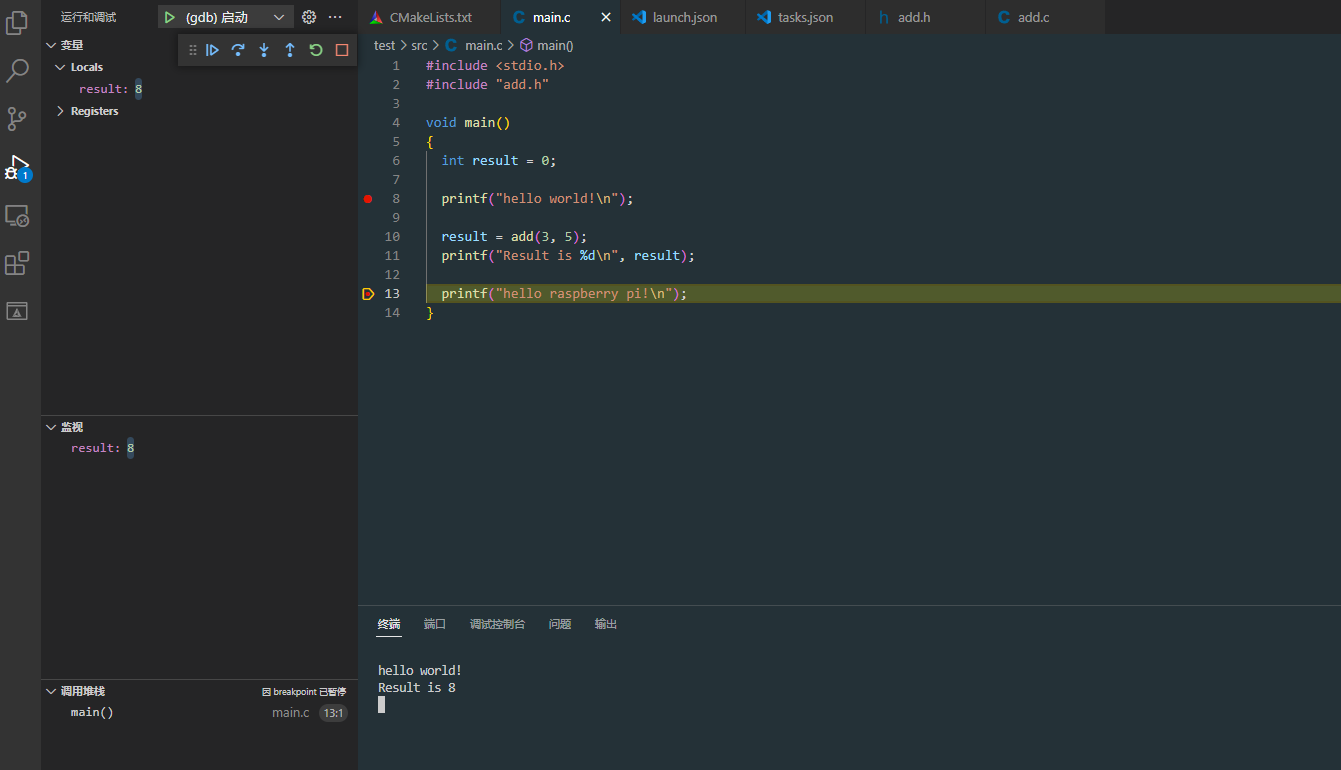 运行和调试 (gdb) 启动 ···
变量
Locals
result: 8
Registers
监视
result: 8
调用堆栈 因 breakpoint 已暂停
main() main.c 13:1
CMakeLists.txt C main.c launch.json tasks.json h add.h C add.c
test > src > C main.c > main()
1 #include <stdio.h>
2 #include "add.h"
3
4 void main()
5 {
6 int result = 0;
7
8 printf("hello world!\n");
9
10 result = add(3, 5);
11 printf("Result is %d\n", result);
12
13 printf("hello raspberry pi!\n");
14 }
终端 端口 调试控制台 问题 输出
hello world!
Result is 8
1